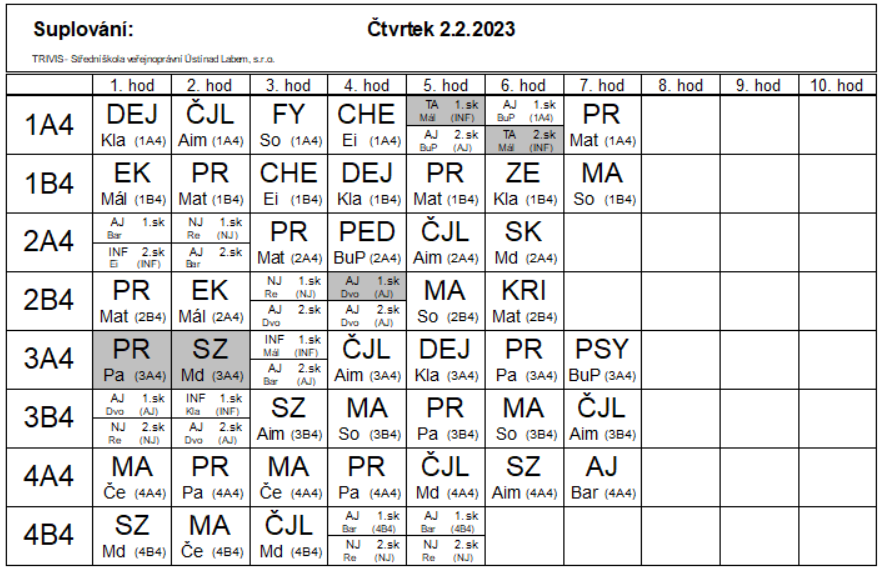 Suplování: Čtvrtek 2.2.2023
TRIVIS - Střední škola veřejnoprávní Ústí nad Labem, s.r.o.
1. hod 2. hod 3. hod 4. hod 5. hod 6. hod 7. hod 8. hod 9. hod 10. hod
1A4 DEJ ČJL FY CHE TA 1.sk AJ 1.sk PR
Mál (INF) BuP (1A4)
AJ 2.sk TA 2.sk
Kla (1A4) Aim (1A4) So (1A4) Ei (1A4) BuP (AJ) Mál (INF) Mat (1A4)
1B4 EK PR CHE DEJ PR ZE MA
Mál (1B4) Mat (1B4) Ei (1B4) Kla (1B4) Mat (1B4) Kla (1B4) So (1B4)
2A4 AJ 1.sk NJ 1.sk PR PED ČJL SK
Bar Re (NJ)
INF 2.sk AJ 2.sk
Ei (INF) Bar Mat (2A4) BuP (2A4) Aim (2A4) Md (2A4)
2B4 PR EK NJ 1.sk AJ 1.sk MA KRI
Re (NJ) Dvo (AJ)
AJ 2.sk AJ 2.sk
Mat (2B4) Mál (2A4) Dvo Dvo (AJ) So (2B4) Mat (2B4)
3A4 PR SZ INF 1.sk ČJL DEJ PR PSY
Mál (INF)
AJ 2.sk
Pa (3A4) Md (3A4) Bar (AJ) Aim (3A4) Kla (3A4) Pa (3A4) BuP (3A4)
3B4 AJ 1.sk INF 1.sk SZ MA PR MA ČJL
Dvo (AJ) Kla (INF)
NJ 2.sk AJ 2.sk
Re (NJ) Dvo (AJ) Aim (3B4) So (3B4) Pa (3B4) So (3B4) Aim (3B4)
4A4 MA PR MA PR ČJL SZ AJ
Če (4A4) Pa (4A4) Če (4A4) Pa (4A4) Md (4A4) Aim (4A4) Bar (4A4)
4B4 SZ MA ČJL AJ 1.sk AJ 1.sk
Bar (4B4) Bar (4B4)
NJ 2.sk NJ 2.sk
Md (4B4) Če (4B4) Md (4B4) Re (NJ) Re (NJ)